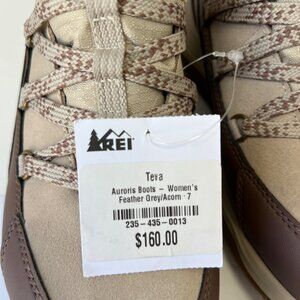 REI
Teva
Auroris Boots - Women's
Feather Grey/Acorn - 7
235-435-0013
$160.00